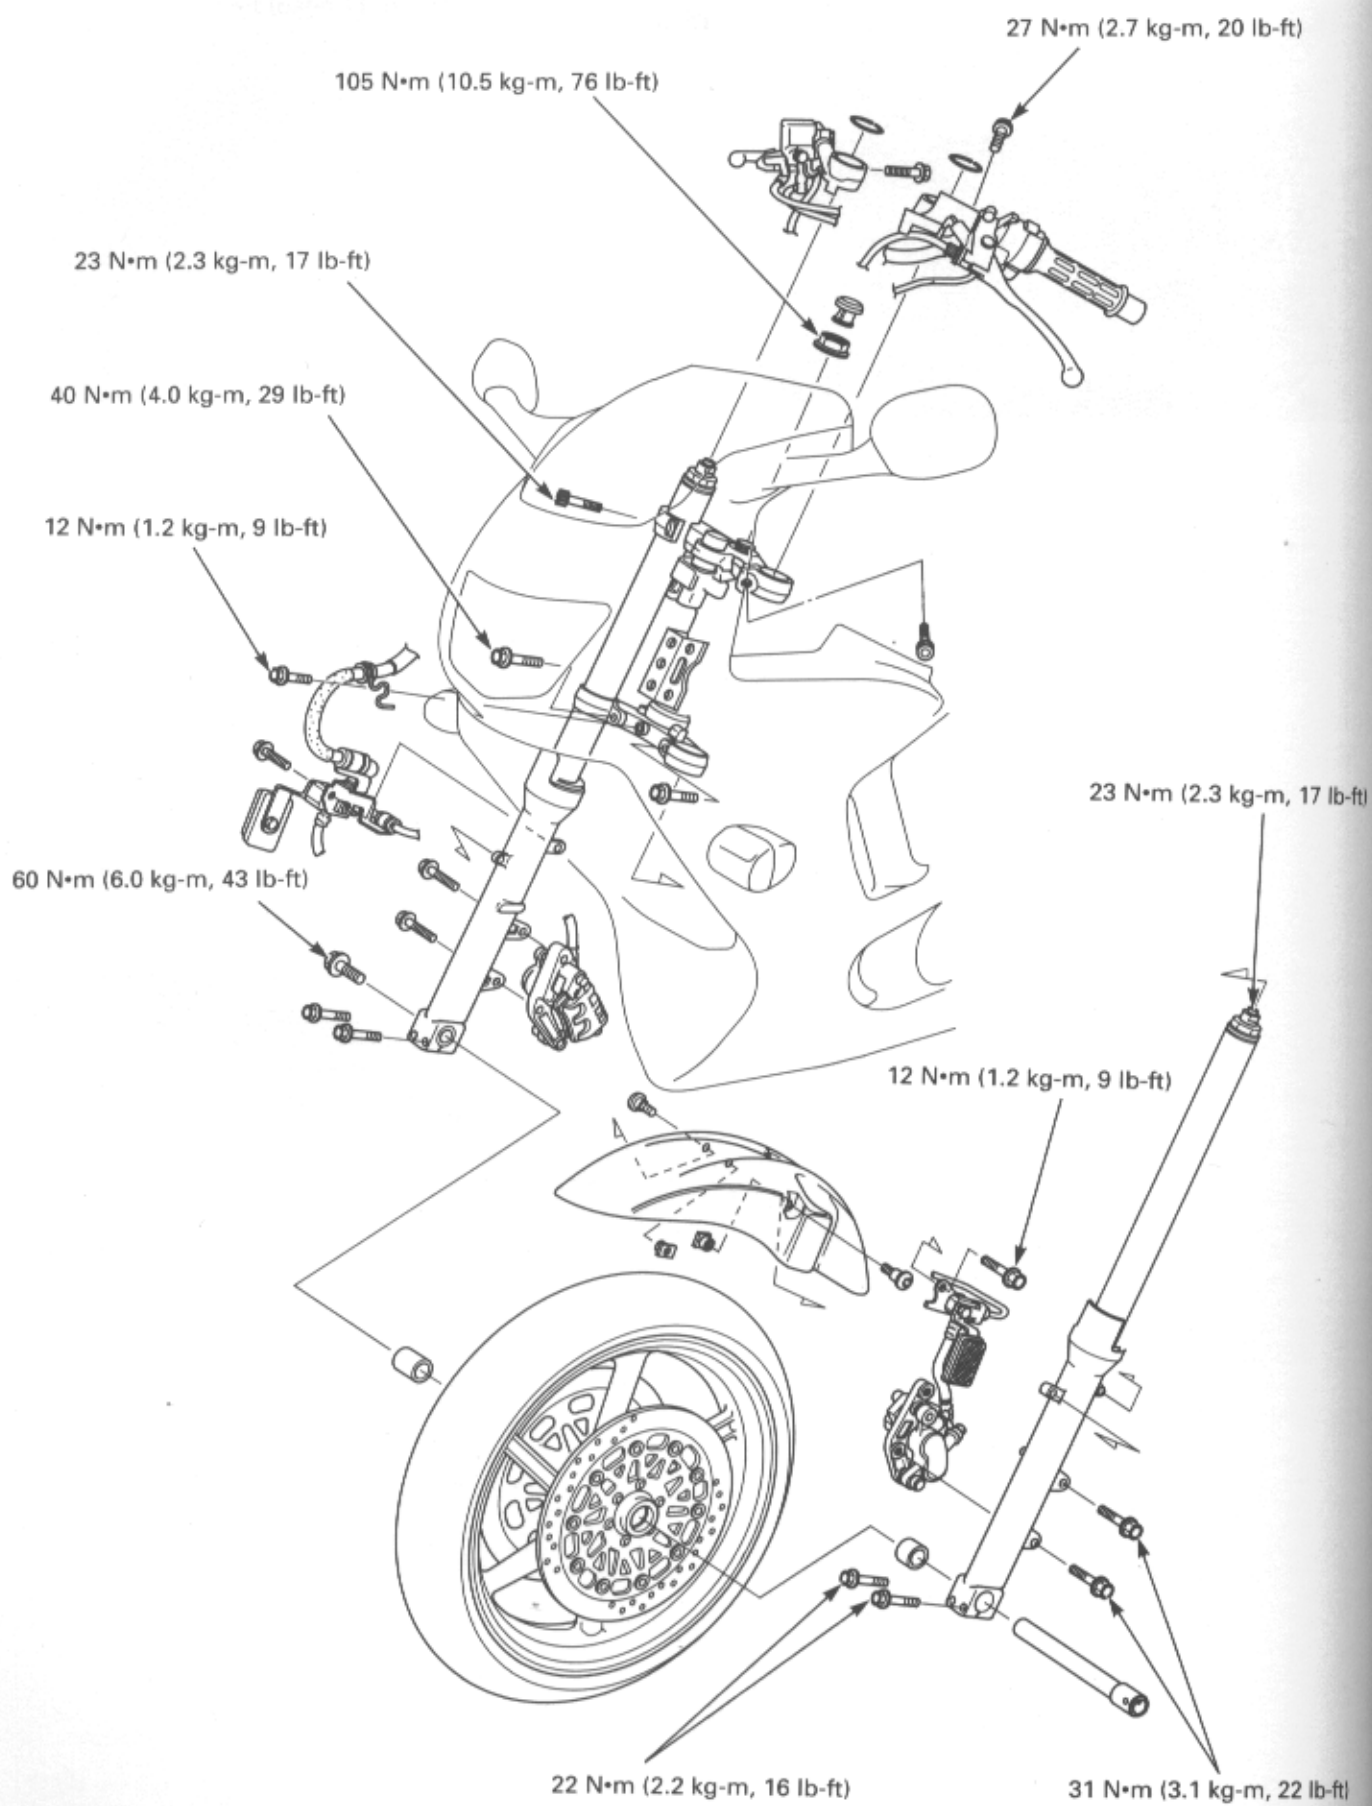 27 N•m (2.7 kg-m, 20 lb-ft)
105 N•m (10.5 kg-m, 76 lb-ft)
23 N•m (2.3 kg-m, 17 lb-ft)
40 N•m (4.0 kg-m, 29 lb-ft)
12 N•m (1.2 kg-m, 9 lb-ft)
23 N•m (2.3 kg-m, 17 lb-ft)
60 N•m (6.0 kg-m, 43 lb-ft)
12 N•m (1.2 kg-m, 9 lb-ft)
22 N•m (2.2 kg-m, 16 lb-ft)
31 N•m (3.1 kg-m, 22 lb-ft)